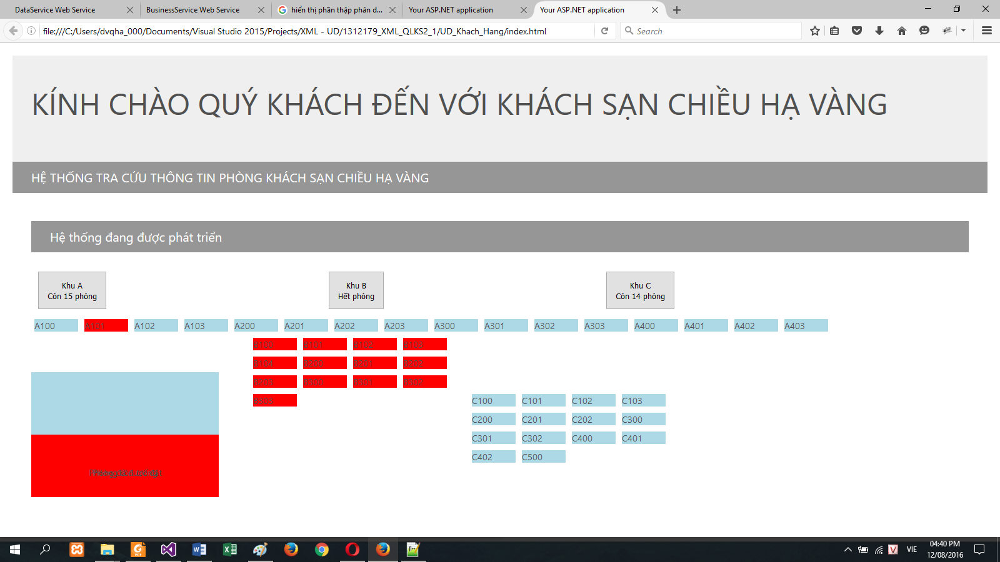 DataService Web Service
BusinessService Web Service
hiển thị phần thập phân d...
Your ASP.NET application
Your ASP.NET application
file:///C:/Users/dvqha_000/Documents/Visual Studio 2015/Projects/XML - UD/1312179_XML_QLKS2_1/UD_Khach_Hang/index.html
Search
KÍNH CHÀO QUÝ KHÁCH ĐẾN VỚI KHÁCH SẠN CHIỀU HẠ VÀNG
HỆ THỐNG TRA CỨU THÔNG TIN PHÒNG KHÁCH SẠN CHIỀU HẠ VÀNG
Hệ thống đang được phát triển
Khu A
Còn 15 phòng
Khu B
Hết phòng
Khu C
Còn 14 phòng
A100 A101 A102 A103 A200 A201 A202 A203 A300 A301 A302 A303 A400 A401 A402 A403
B100 B101 B102 B103
B104 B200 B201 B202
B203 B300 B301 B302
B303
C100 C101 C102 C103
C200 C201 C202 C300
C301 C302 C400 C401
C402 C500
VIE
04:40 PM
12/08/2016